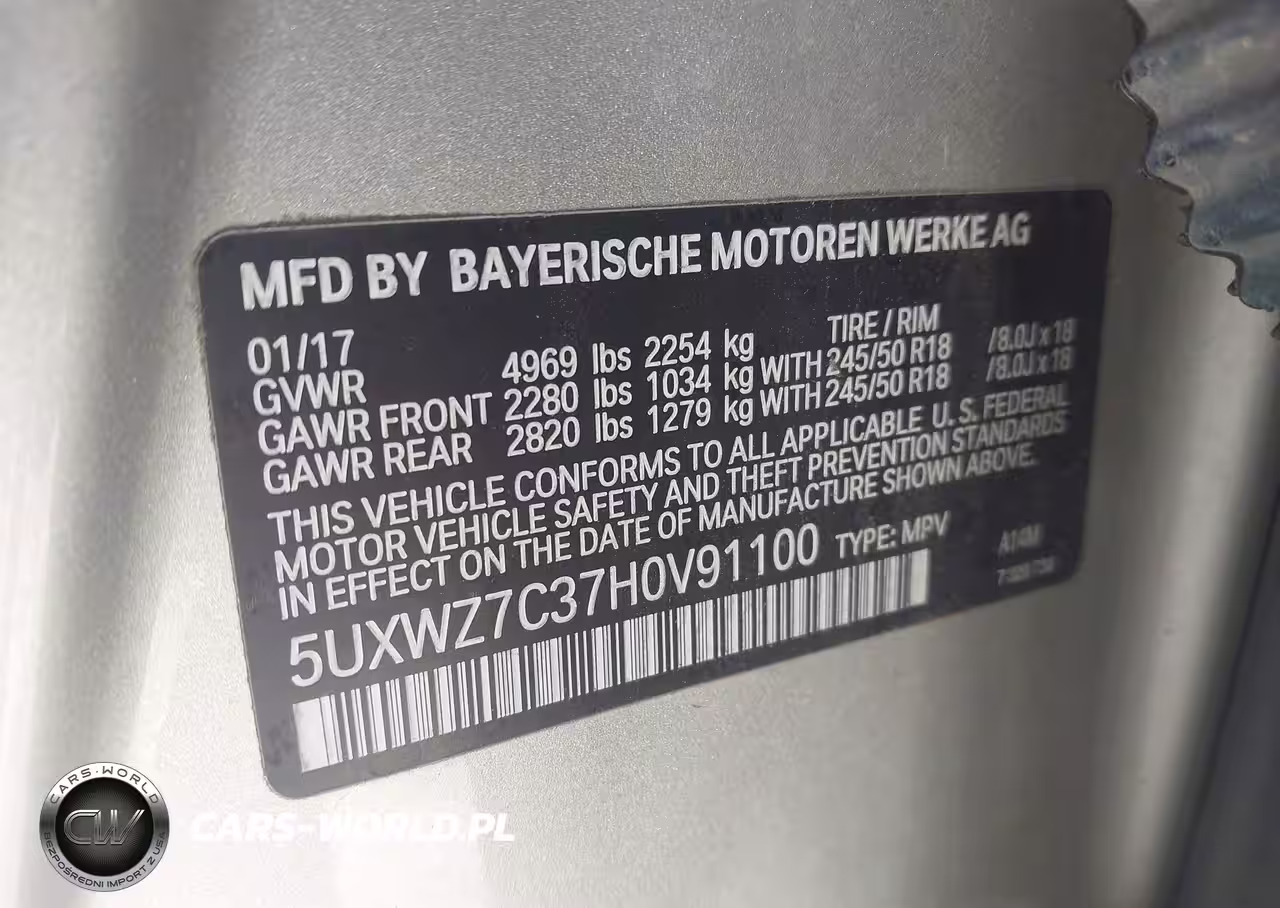 MFD BY BAYERISCHE MOTOREN WERKE AG
01/17 TIRE / RIM
GVWR 4969 lbs 2254 kg
GAWR FRONT 2280 lbs 1034 kg WITH 245/50 R18 /8.0J x 18
GAWR REAR 2820 lbs 1279 kg WITH 245/50 R18 /8.0J x 18
THIS VEHICLE CONFORMS TO ALL APPLICABLE U.S. FEDERAL
MOTOR VEHICLE SAFETY AND THEFT PREVENTION STANDARDS
IN EFFECT ON THE DATE OF MANUFACTURE SHOWN ABOVE.
5UXWZ7C37H0V91100 TYPE: MPV
CARS-WORLD
CW
BEZPOŚREDNI IMPORT Z USA
CARS-WORLD.PL